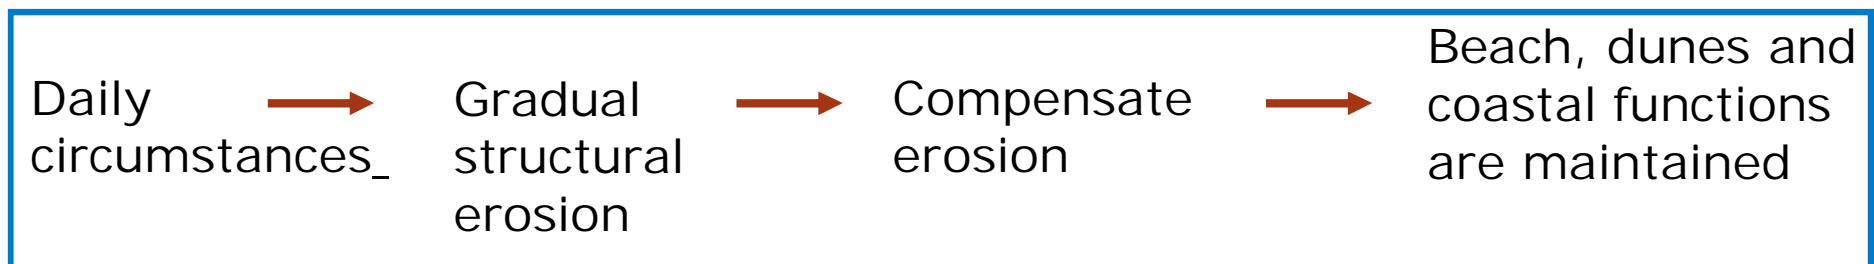 Daily
circumstances_
Gradual
structural
erosion
Compensate
erosion
Beach, dunes and
coastal functions
are maintained